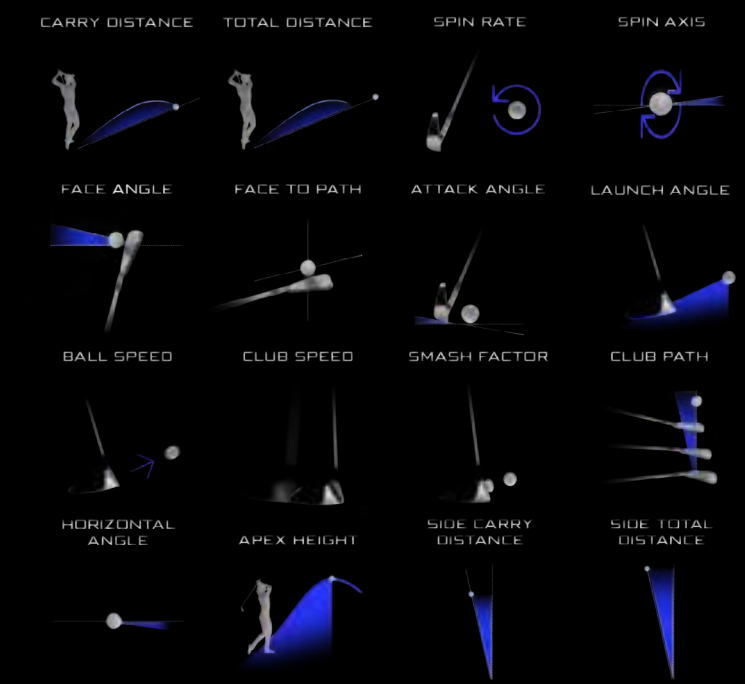 CARRY DISTANCE
TOTAL DISTANCE
SPIN RATE
SPIN AXIS
FACE ANGLE
FACE TO PATH
ATTACK ANGLE
LAUNCH ANGLE
BALL SPEED
CLUB SPEED
SMASH FACTOR
CLUB PATH
HORIZONTAL
ANGLE
APEX HEIGHT
SIDE CARRY
DISTANCE
SIDE TOTAL
DISTANCE